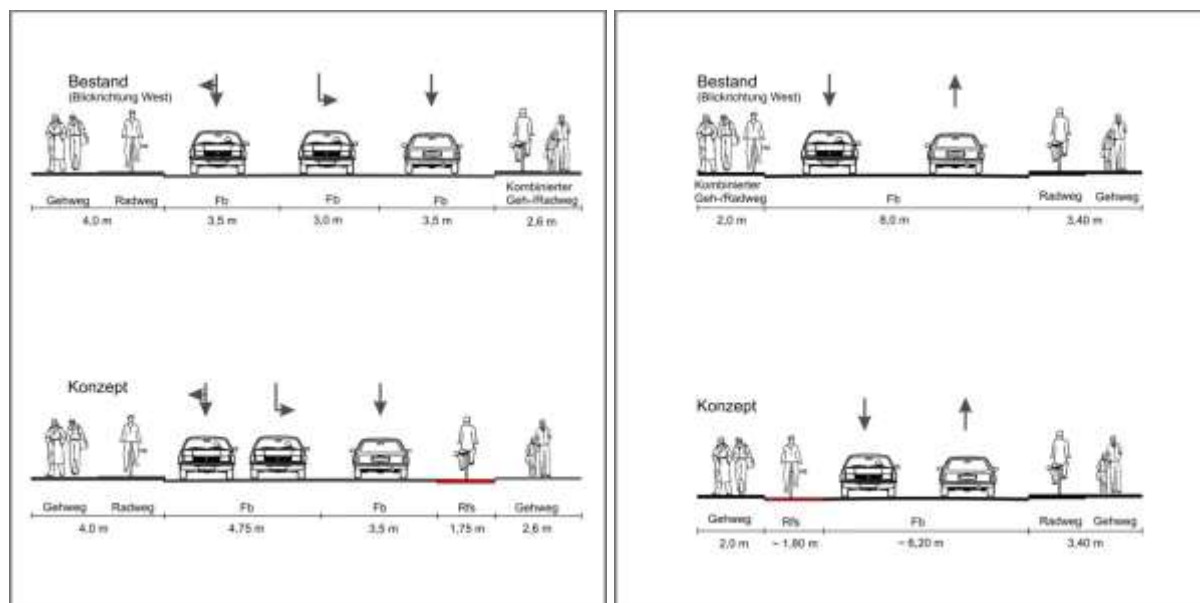 Bestand
(Blickrichtung West)
Gehweg Radweg Fb Fb Fb Kombinierter Geh-/Radweg
4,0 m 3,5 m 3,0 m 3,5 m 2,6 m
Konzept
Gehweg Radweg Fb Fb Rfs Gehweg
4,0 m 4,75 m 3,5 m 1,75 m 2,6 m
Bestand
(Blickrichtung West)
Kombinierter Geh-/Radweg Fb Radweg Gehweg
2,0 m 8,0 m 3,40 m
Konzept
Gehweg Rfs Fb Radweg Gehweg
2,0 m ~ 1,80 m ~ 6,20 m 3,40 m